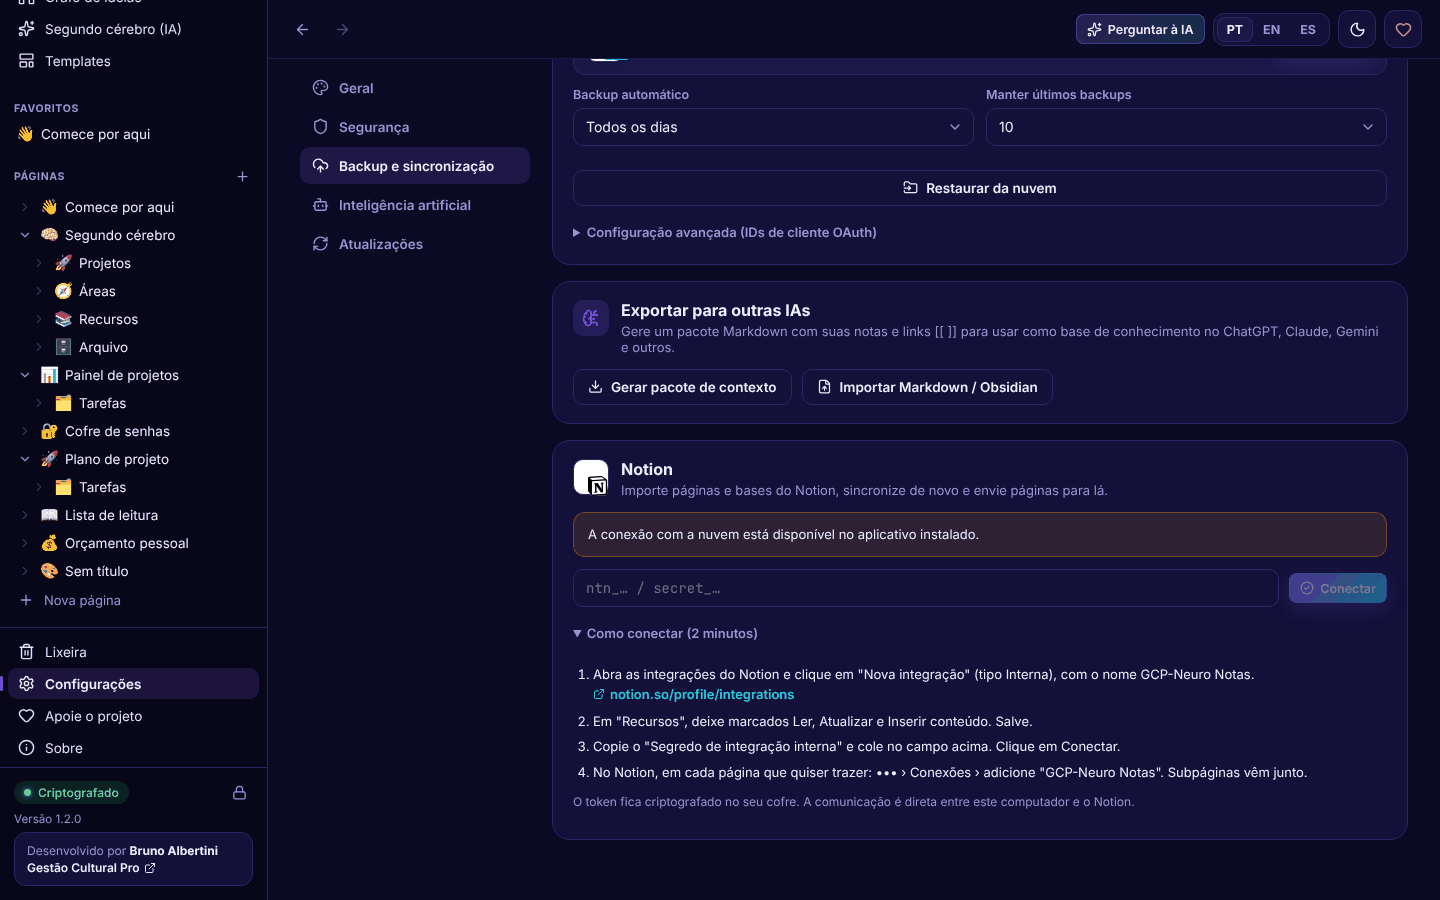 Segundo cérebro (IA)
Templates
FAVORITOS
Comece por aqui
PÁGINAS
Comece por aqui
Segundo cérebro
Projetos
Áreas
Recursos
Arquivo
Painel de projetos
Tarefas
Cofre de senhas
Plano de projeto
Tarefas
Lista de leitura
Orçamento pessoal
Sem título
Nova página
Lixeira
Configurações
Apoie o projeto
Sobre
Criptografado
Versão 1.2.0
Desenvolvido por Bruno Albertini
Gestão Cultural Pro
Perguntar à IA
PT EN ES
Geral
Segurança
Backup e sincronização
Inteligência artificial
Atualizações
Backup automático
Todos os dias
Manter últimos backups
10
Restaurar da nuvem
Configuração avançada (IDs de cliente OAuth)
Exportar para outras IAs
Gere um pacote Markdown com suas notas e links [[ ]] para usar como base de conhecimento no ChatGPT, Claude, Gemini
e outros.
Gerar pacote de contexto
Importar Markdown / Obsidian
N
Notion
Importe páginas e bases do Notion, sincronize de novo e envie páginas para lá.
A conexão com a nuvem está disponível no aplicativo instalado.
ntn_… / secret_…
Conectar
Como conectar (2 minutos)
1. Abra as integrações do Notion e clique em "Nova integração" (tipo Interna), com o nome GCP-Neuro Notas.
notion.so/profile/integrations
2. Em "Recursos", deixe marcados Ler, Atualizar e Inserir conteúdo. Salve.
3. Copie o "Segredo de integração interna" e cole no campo acima. Clique em Conectar.
4. No Notion, em cada página que quiser trazer: ••• › Conexões › adicione "GCP-Neuro Notas". Subpáginas vêm junto.
O token fica criptografado no seu cofre. A comunicação é direta entre este computador e o Notion.